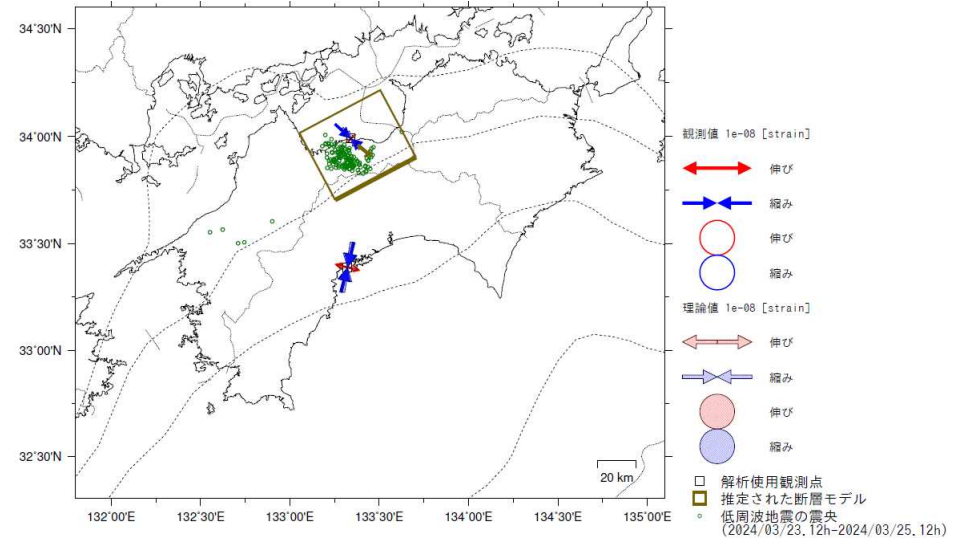 34°30'N
34°00'N
33°30'N
33°00'N
32°30'N
132°00'E
132°30'E
133°00'E
133°30'E
134°00'E
134°30'E
135°00'E
20 km
観測値 1e-08 [strain]
伸び
縮み
伸び
縮み
理論値 1e-08 [strain]
伸び
縮み
伸び
縮み
解析使用観測点
推定された断層モデル
低周波地震の震央
(2024/03/23.12h-2024/03/25.12h)